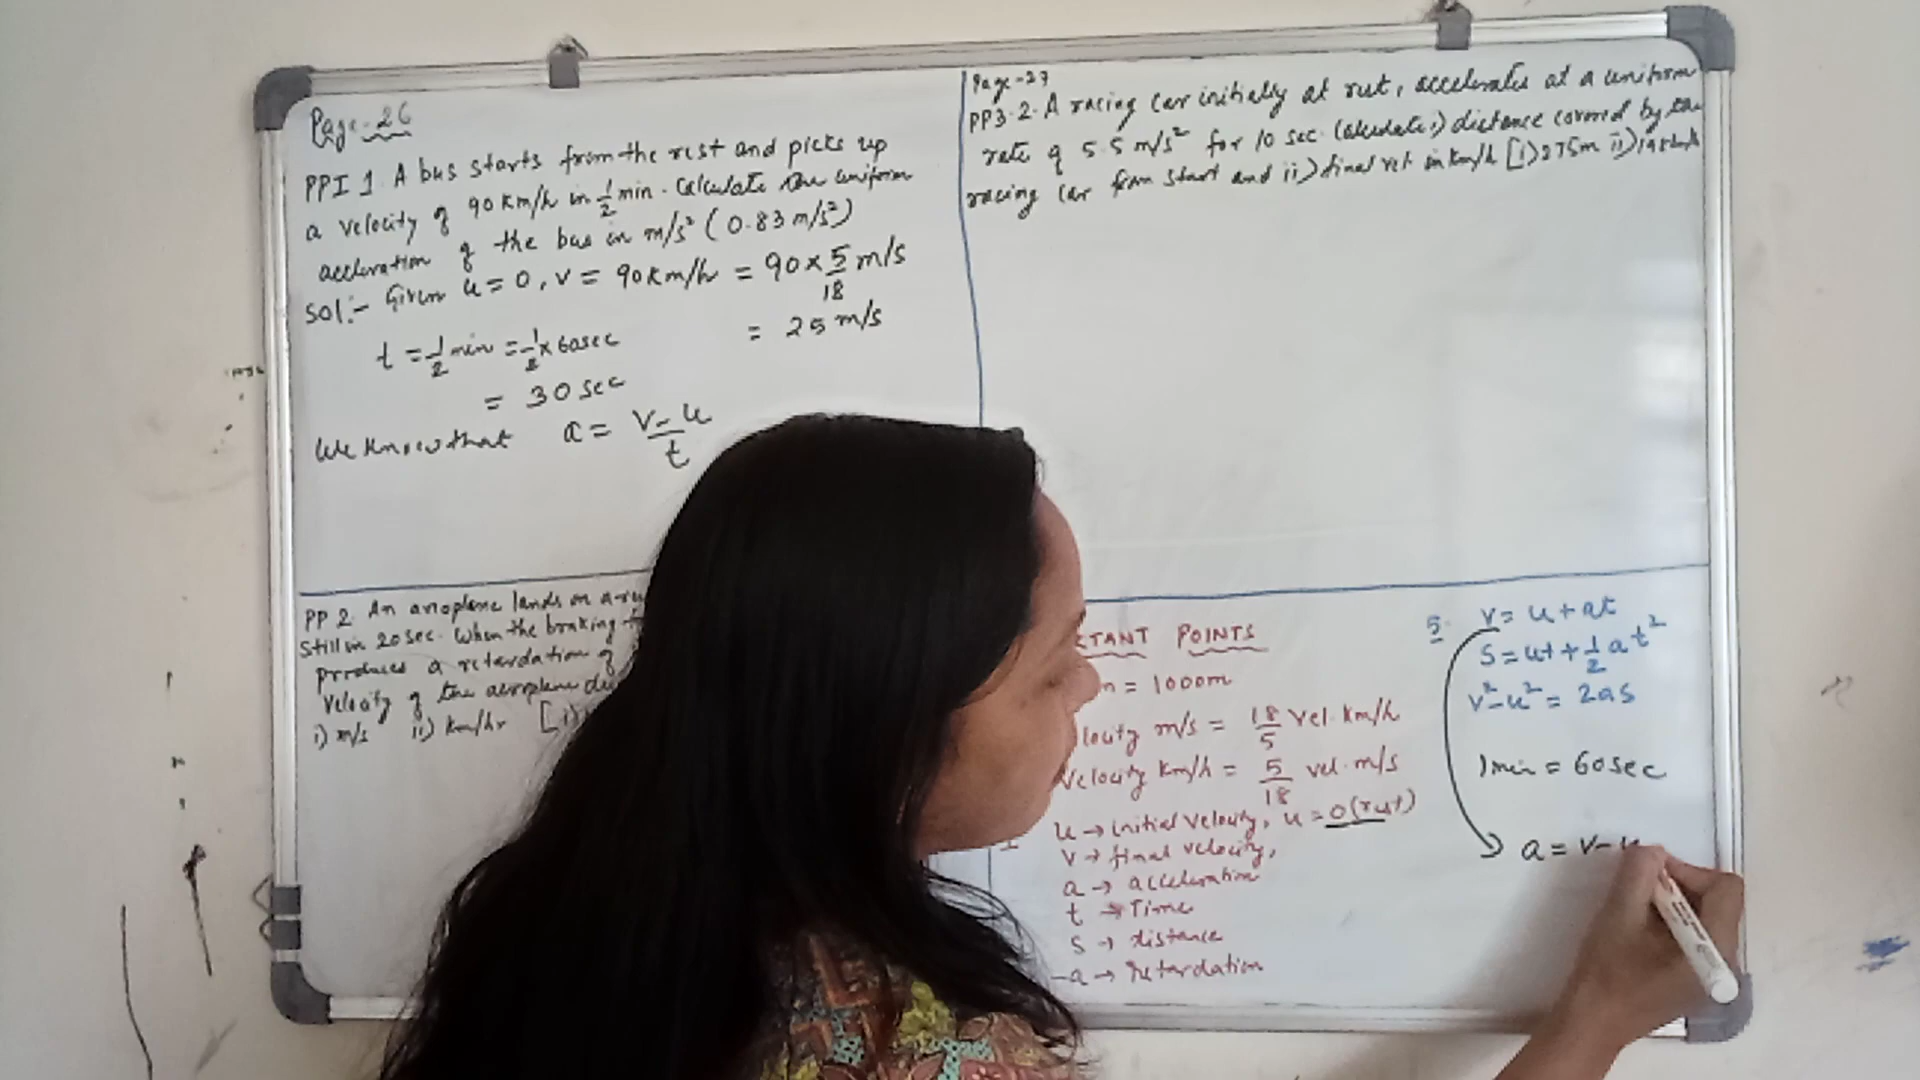 Page-26
PPI 1. A bus starts from the rest and picks up
a velocity of 90 km/h in 1/2 min. Calculate the uniform
accleration of the bus in m/s² (0.83 m/s²)
Sol:- Given u = 0, v = 90 km/h = 90 × 5/18 m/s
= 25 m/s
t = 1/2 min = 1/2 × 60 sec
= 30 sec
We know that a = v-u/t
PP 2. An aroplane lands on a
still in 20 sec. When the braking
produces a retardation of
Velocity of the aeroplane
i) m/s ii) km/hr [i)
Page-27
PP3.2. A racing car initially at rest, accelerates at a uniform
rate of 5.5 m/s² for 10 sec. Calculate i) distance covered by the
racing car from start and ii) final vel. in km/h [i) 275m ii) 198km/h
TANT POINTS
m = 1000m
locity m/s = 18/5 vel. km/h
Velocity km/h = 5/18 vel. m/s
u → initial velocity, u = 0 (rest)
v → final velocity,
a → acceleration
t → Time
s → distance
-a → retardation
5. v = u + at
S = ut + 1/2 at²
v² - u² = 2as
1 min = 60 sec
a = v - u